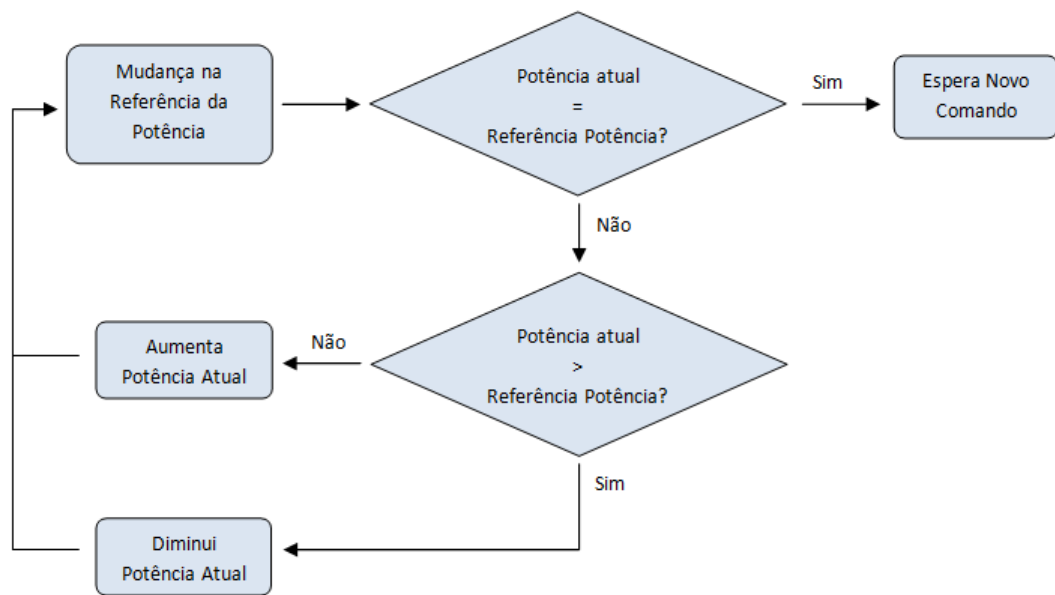 Mudança na
Referência da
Potência
Potência atual
=
Referência Potência?
Sim
Espera Novo
Comando
Não
Potência atual
>
Referência Potência?
Não
Aumenta
Potência Atual
Sim
Diminui
Potência Atual